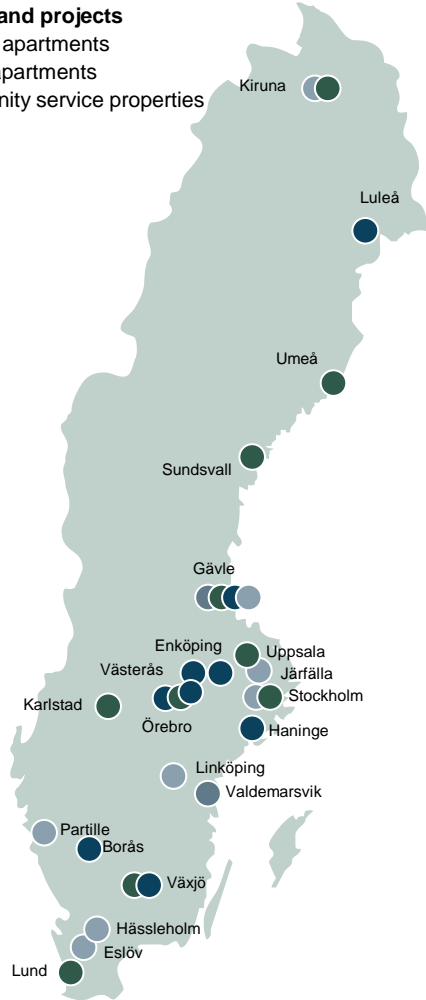 and projects
apartments
apartments
service properties
Kiruna
Luleå
Umeå
Sundsvall
Gävle
Enköping
Uppsala
Västerås
Järfälla
Karlstad
Stockholm
Örebro
Haninge
Linköping
Valdemarsvik
Partille
Borås
Växjö
Hässleholm
Eslöv
Lund